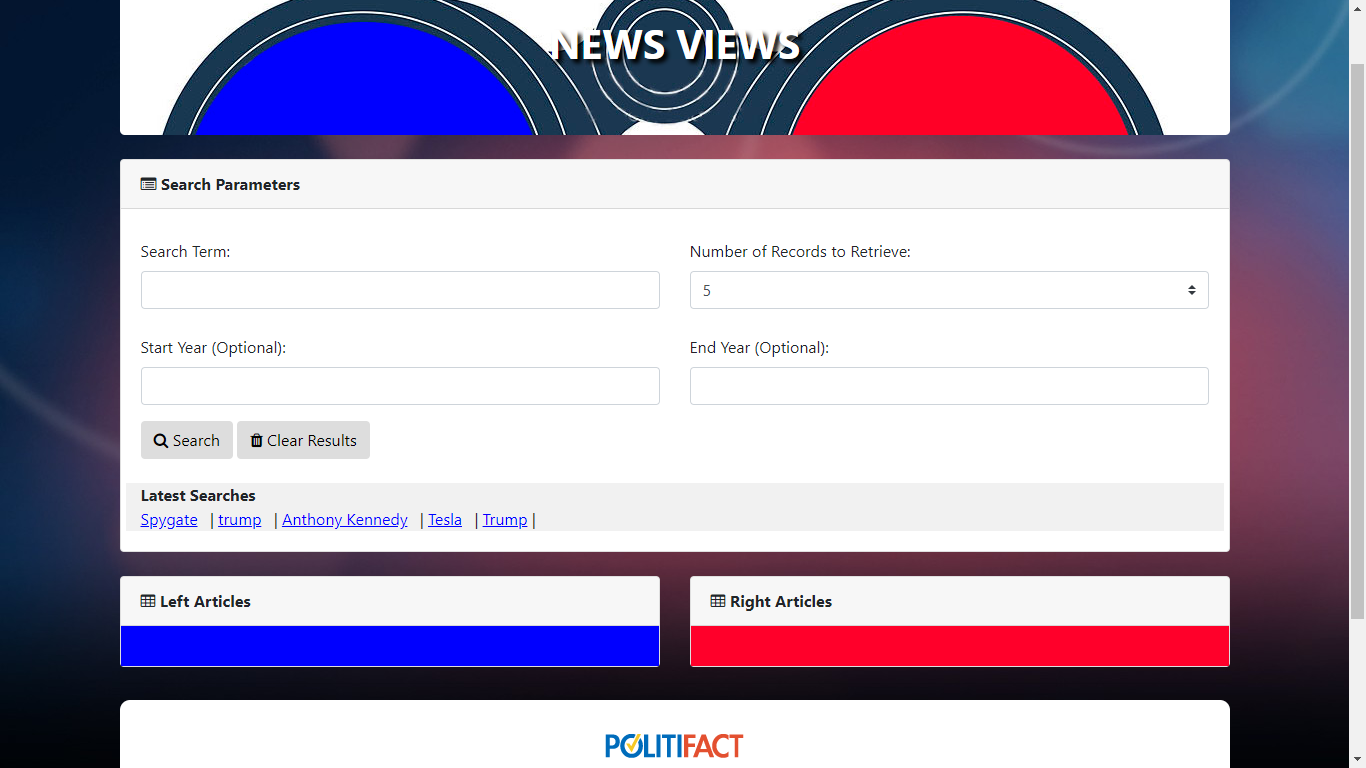 NEWS VIEWS
Search Parameters
Search Term:
Number of Records to Retrieve:
5
Start Year (Optional):
End Year (Optional):
Search
Clear Results
Latest Searches
Spygate | trump | Anthony Kennedy | Tesla | Trump |
Left Articles
Right Articles
POLITIFACT